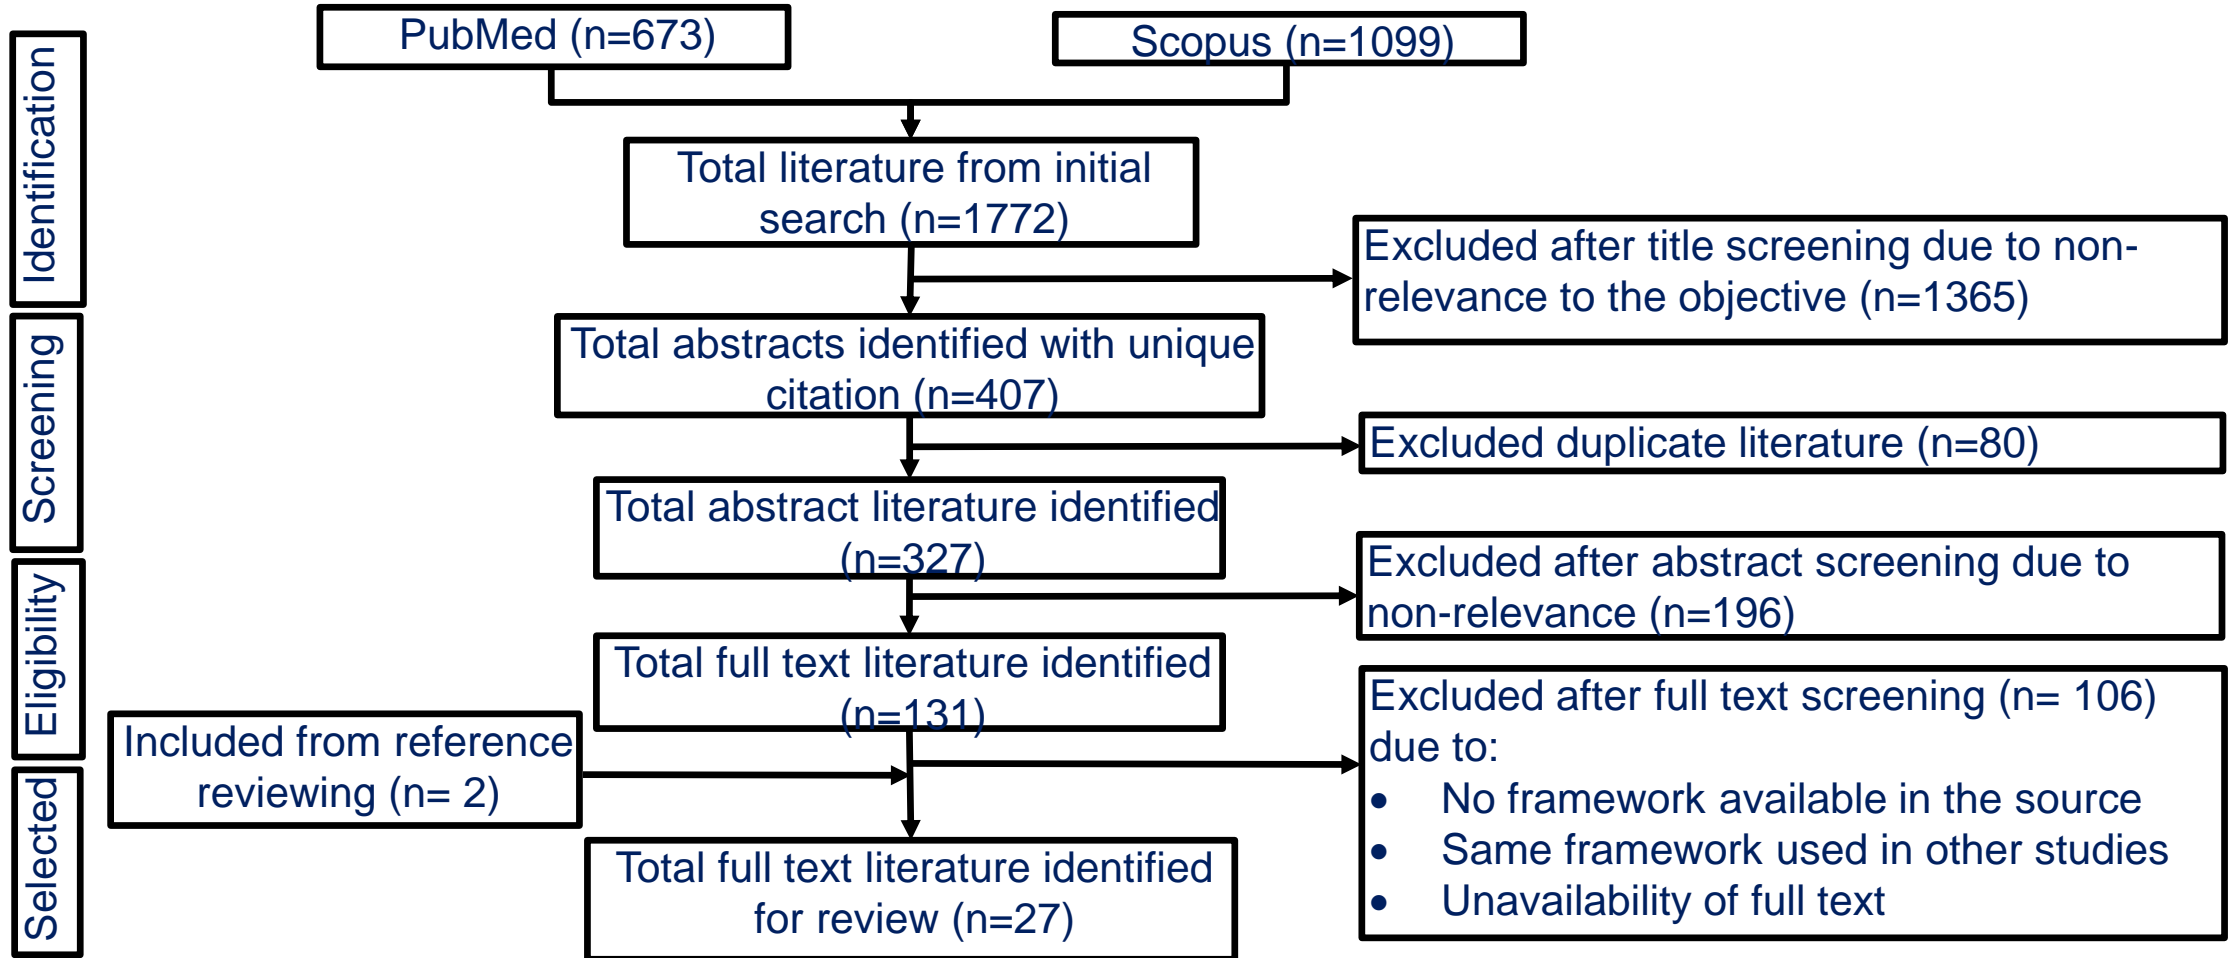 PubMed (n=673)
Scopus (n=1099)
Identification
Total literature from initial
search (n=1772)
Excluded after title screening due to non-
relevance to the objective (n=1365)
Screening
Total abstracts identified with unique
citation (n=407)
Excluded duplicate literature (n=80)
Total abstract literature identified
(n=327)
Eligibility
Excluded after abstract screening due to
non-relevance (n=196)
Total full text literature identified
(n=131)
Included from reference
reviewing (n= 2)
Excluded after full text screening (n= 106)
due to:
• No framework available in the source
• Same framework used in other studies
• Unavailability of full text
Selected
Total full text literature identified
for review (n=27)